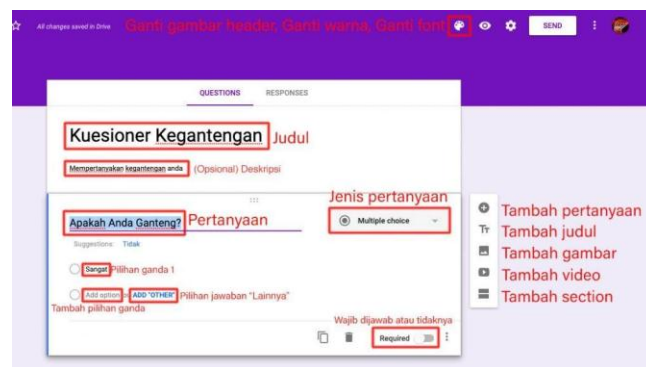 All changes saved in Drive
Ganti gambar header, Ganti warna, Ganti font
SEND
QUESTIONS RESPONSES
Kuesioner Kegantengan Judul
Mempertanyakan kegantengan anda (Opsional) Deskripsi
Jenis pertanyaan
Apakah Anda Ganteng? Pertanyaan
Multiple choice
Suggestions: Tidak
Sangat Pilihan ganda 1
Add option or ADD "OTHER" Pilihan jawaban "Lainnya"
Tambah pilihan ganda
Wajib dijawab atau tidaknya
Required
Tambah pertanyaan
Tт Tambah judul
Tambah gambar
Tambah video
Tambah section